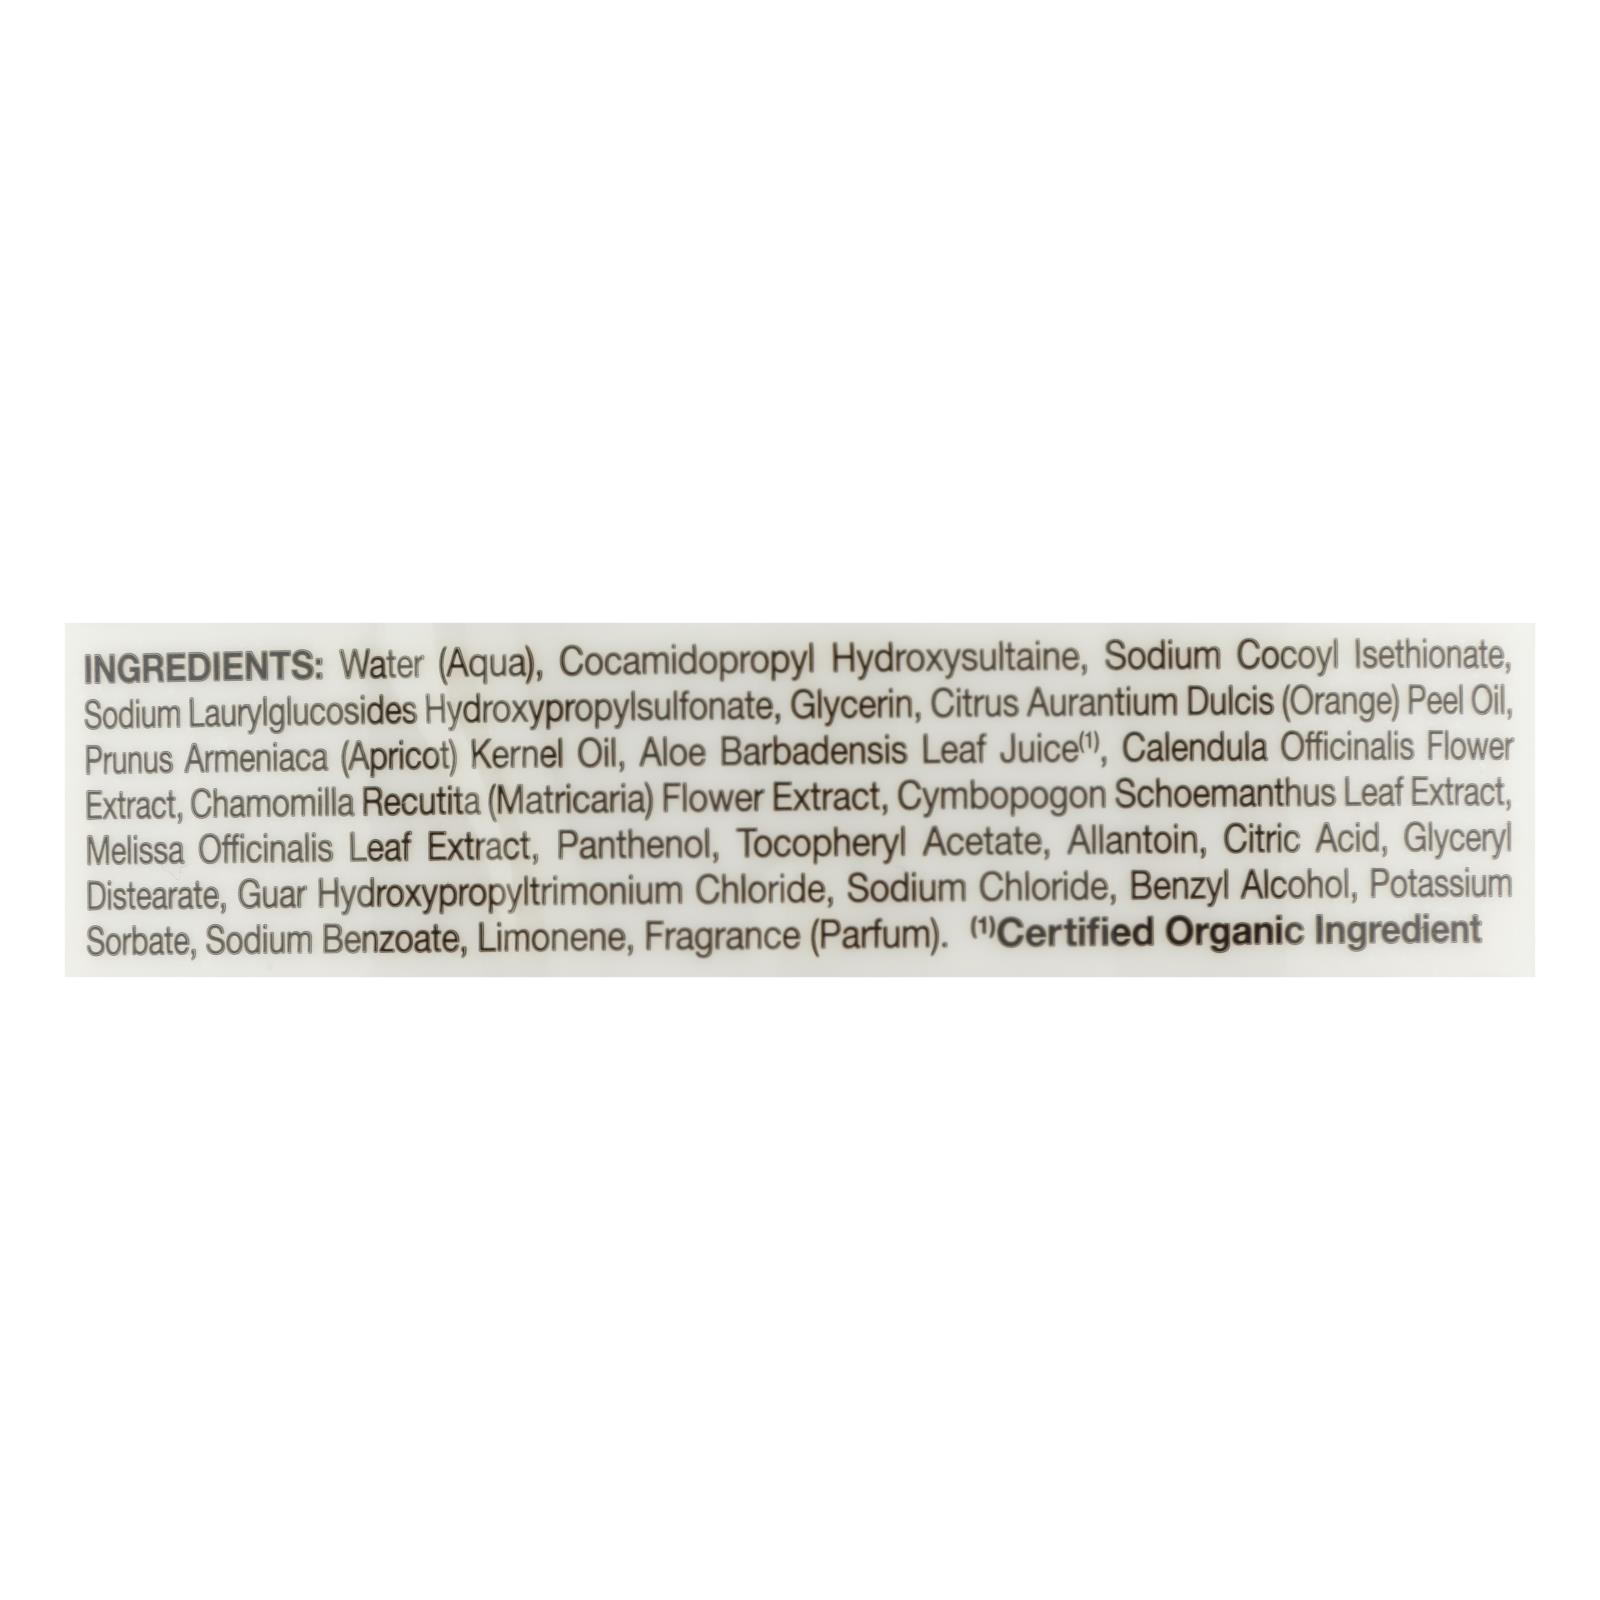 INGREDIENTS: Water (Aqua), Cocamidopropyl Hydroxysultaine, Sodium Cocoyl Isethionate,
Sodium Laurylglucosides Hydroxypropylsulfonate, Glycerin, Citrus Aurantium Dulcis (Orange) Peel Oil,
Prunus Armeniaca (Apricot) Kernel Oil, Aloe Barbadensis Leaf Juice(1), Calendula Officinalis Flower
Extract, Chamomilla Recutita (Matricaria) Flower Extract, Cymbopogon Schoemanthus Leaf Extract,
Melissa Officinalis Leaf Extract, Panthenol, Tocopheryl Acetate, Allantoin, Citric Acid, Glyceryl
Distearate, Guar Hydroxypropyltrimonium Chloride, Sodium Chloride, Benzyl Alcohol, Potassium
Sorbate, Sodium Benzoate, Limonene, Fragrance (Parfum). (1)Certified Organic Ingredient